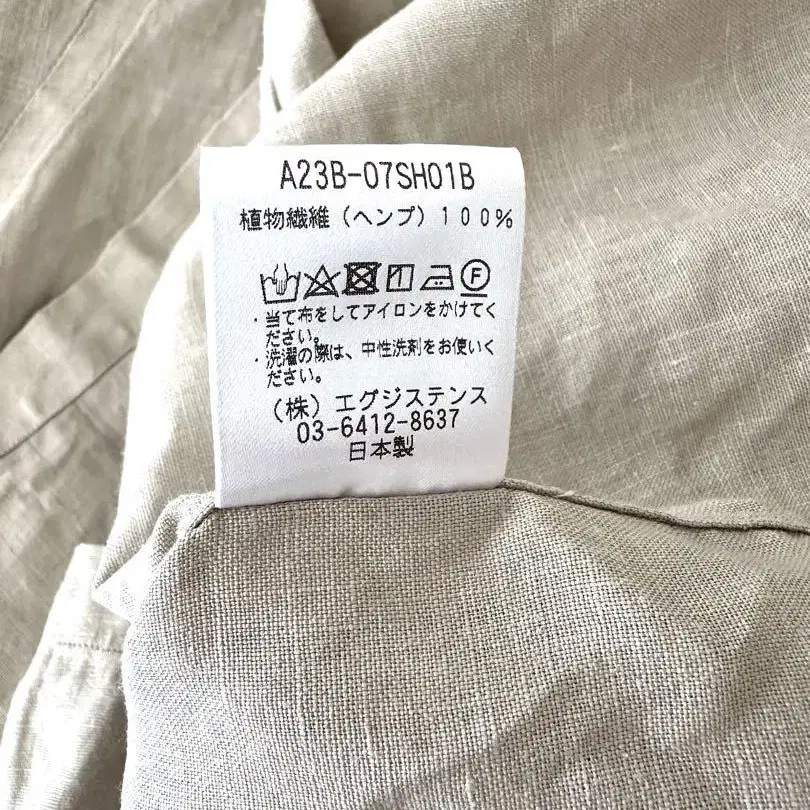 A23B-07SH01B
植物繊維（ヘンプ）１００％
F
・当て布をしてアイロンをかけてく
ださい。
・洗濯の際は、中性洗剤をお使いく
ださい。
（株）エグジステンス
03-6412-8637
日本製